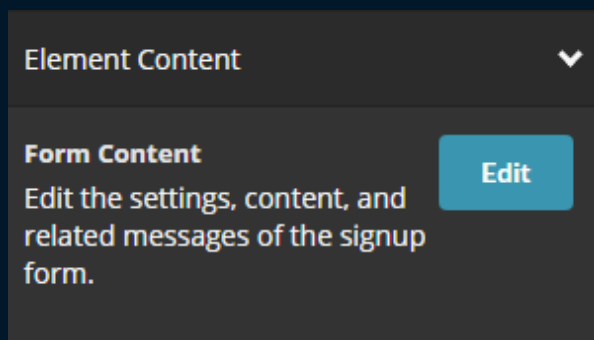 Element Content
Form Content
Edit the settings, content, and
related messages of the signup
form.
Edit